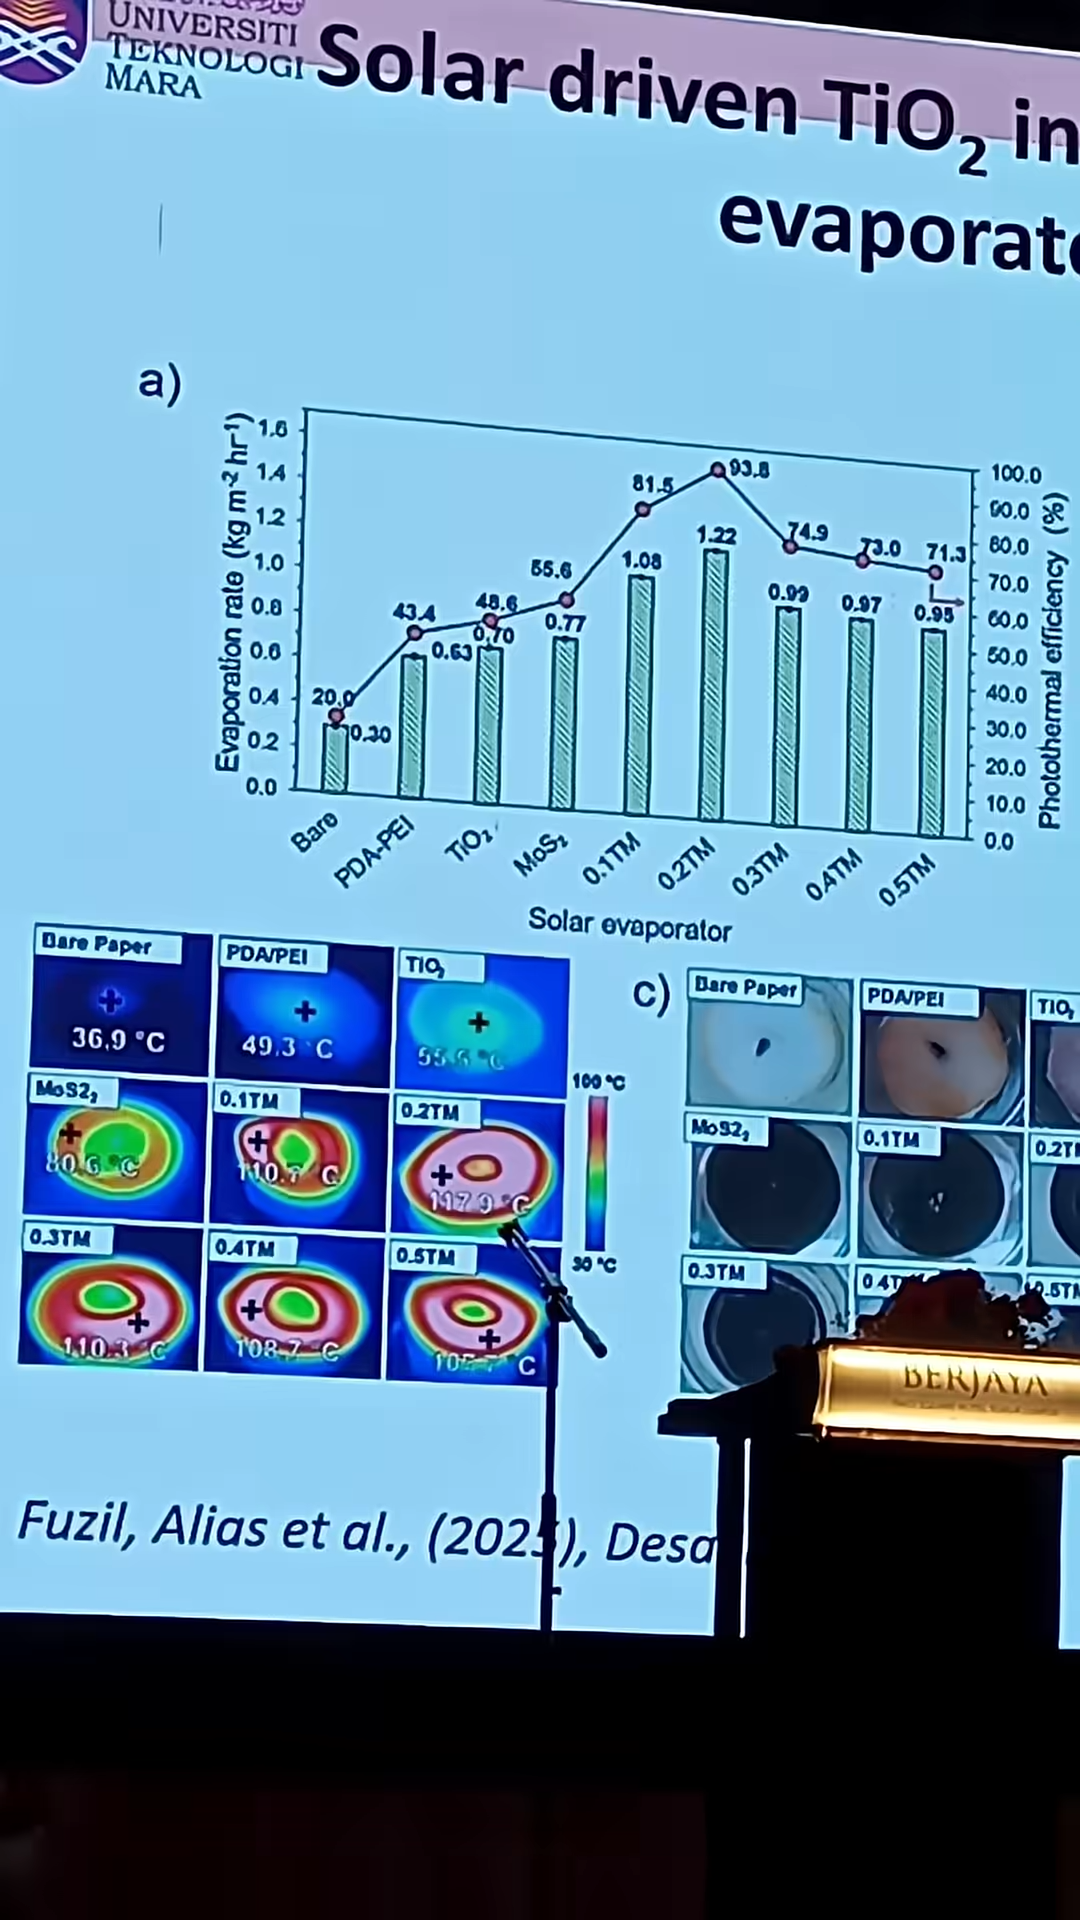 UNIVERSITI
TEKNOLOGI
MARA
Solar driven TiO₂ in
evaporat
a)
Evaporation rate (kg m⁻² hr⁻¹)
1.6
1.4
1.2
1.0
0.8
0.6
0.4
0.2
0.0
20.0
43.4
48.6
55.6
81.5
93.8
74.9
73.0
71.3
0.30
0.63
0.70
0.77
1.08
1.22
0.99
0.97
0.95
100.0
90.0
80.0
70.0
60.0
50.0
40.0
30.0
20.0
10.0
0.0
Photothermal efficiency (%)
Bare
PDA-PEI
TiO₂
MoS₂
0.1TM
0.2TM
0.3TM
0.4TM
0.5TM
Solar evaporator
Bare Paper
36.9 °C
PDA/PEI
49.3 °C
TiO₂
°C
MoS2₂
80.6 °C
0.1TM
110.7 °C
0.2TM
117.9 °C
0.3TM
110.3 °C
0.4TM
108.7 °C
0.5TM
C
100 °C
30 °C
c)
Bare Paper
PDA/PEI
TiO₂
MoS2₂
0.1TM
0.2T
0.3TM
0.4T
0.5T
BERJAYA
Fuzil, Alias et al., (2025), Desa